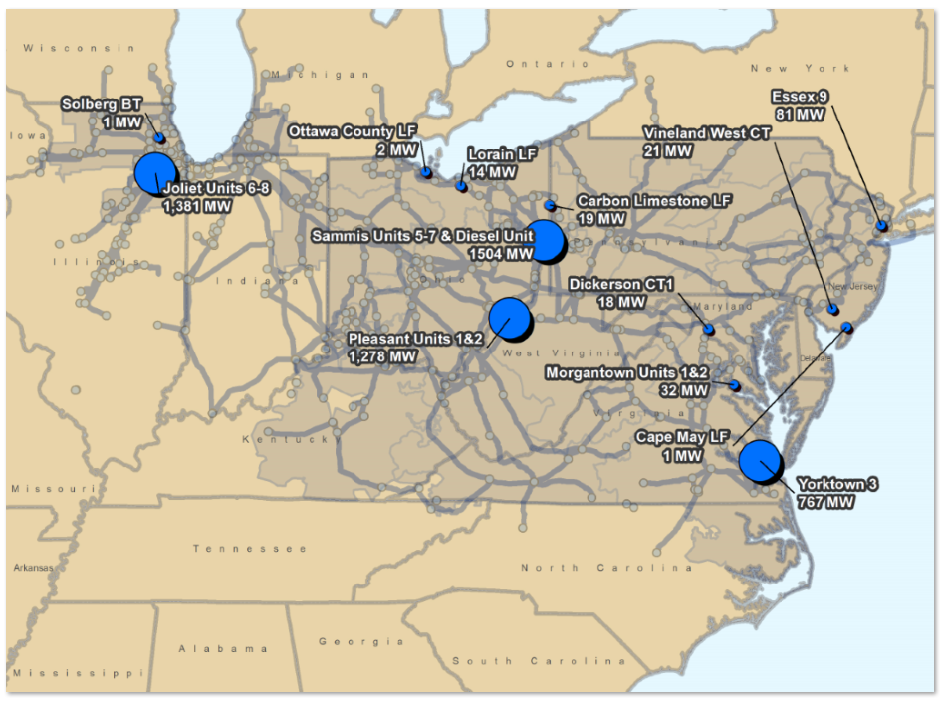 Wisconsin
Michigan
Ontario
New York
Solberg BT
1 MW
Essex 9
81 MW
Iowa
Ottawa County LF
2 MW
Vineland West CT
21 MW
Lorain LF
14 MW
Joliet Units 6-8
1,381 MW
Carbon Limestone LF
19 MW
Sammis Units 5-7 & Diesel Unit
1504 MW
Pennsylvania
Illinois
Indiana
Ohio
Dickerson CT1
18 MW
New Jersey
Maryland
Pleasant Units 1&2
1,278 MW
West Virginia
Delaware
Morgantown Units 1&2
32 MW
Virginia
Kentucky
Cape May LF
1 MW
Missouri
Yorktown 3
767 MW
Tennessee
Arkansas
North Carolina
Alabama
Georgia
South Carolina
Mississippi